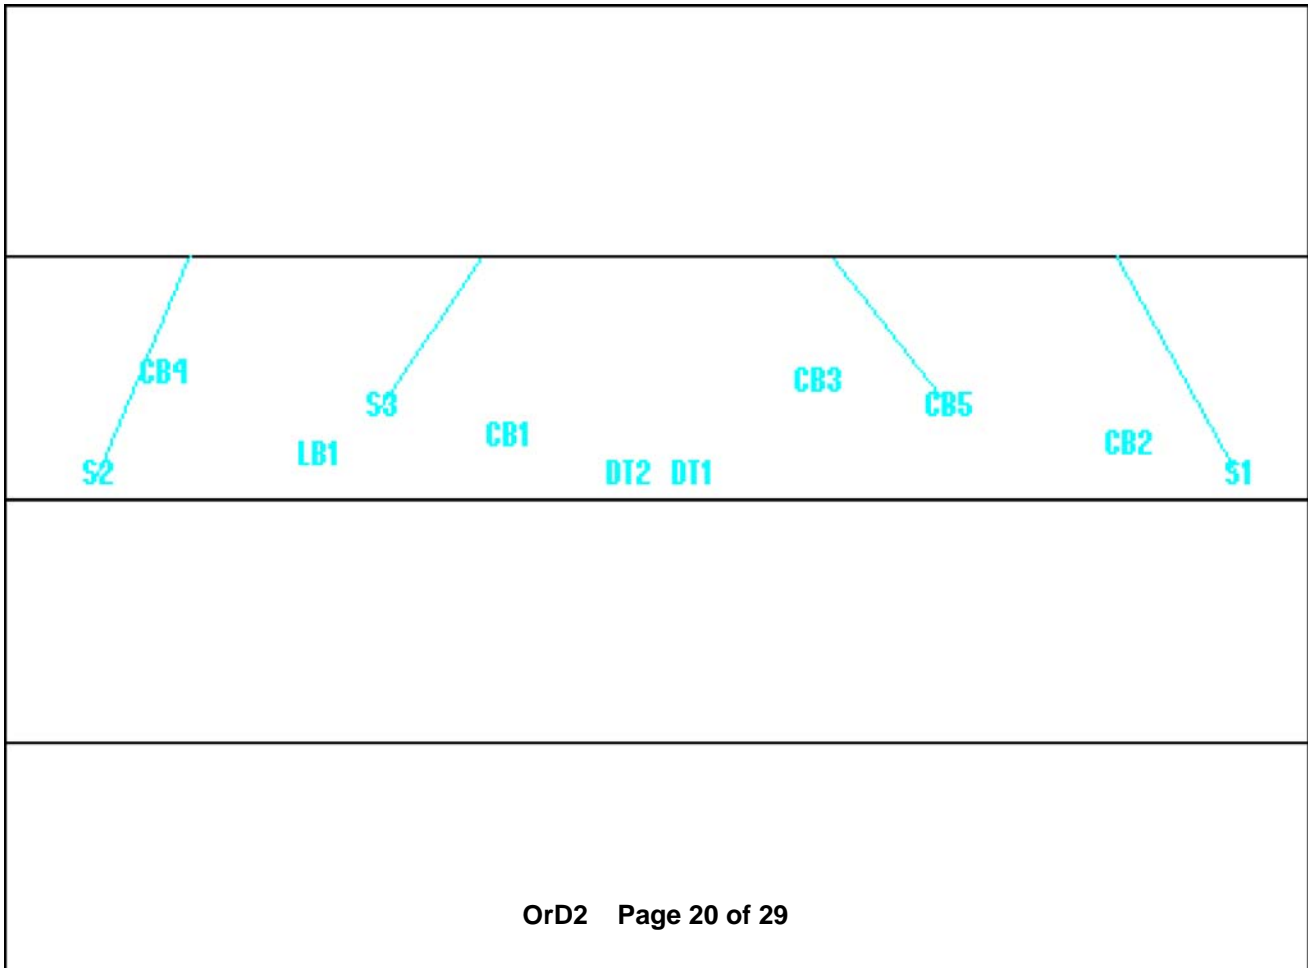 CB4
CB3
S3
CB5
CB1
CB2
LB1
S2
DT2 DT1
S1
OrD2 Page 20 of 29